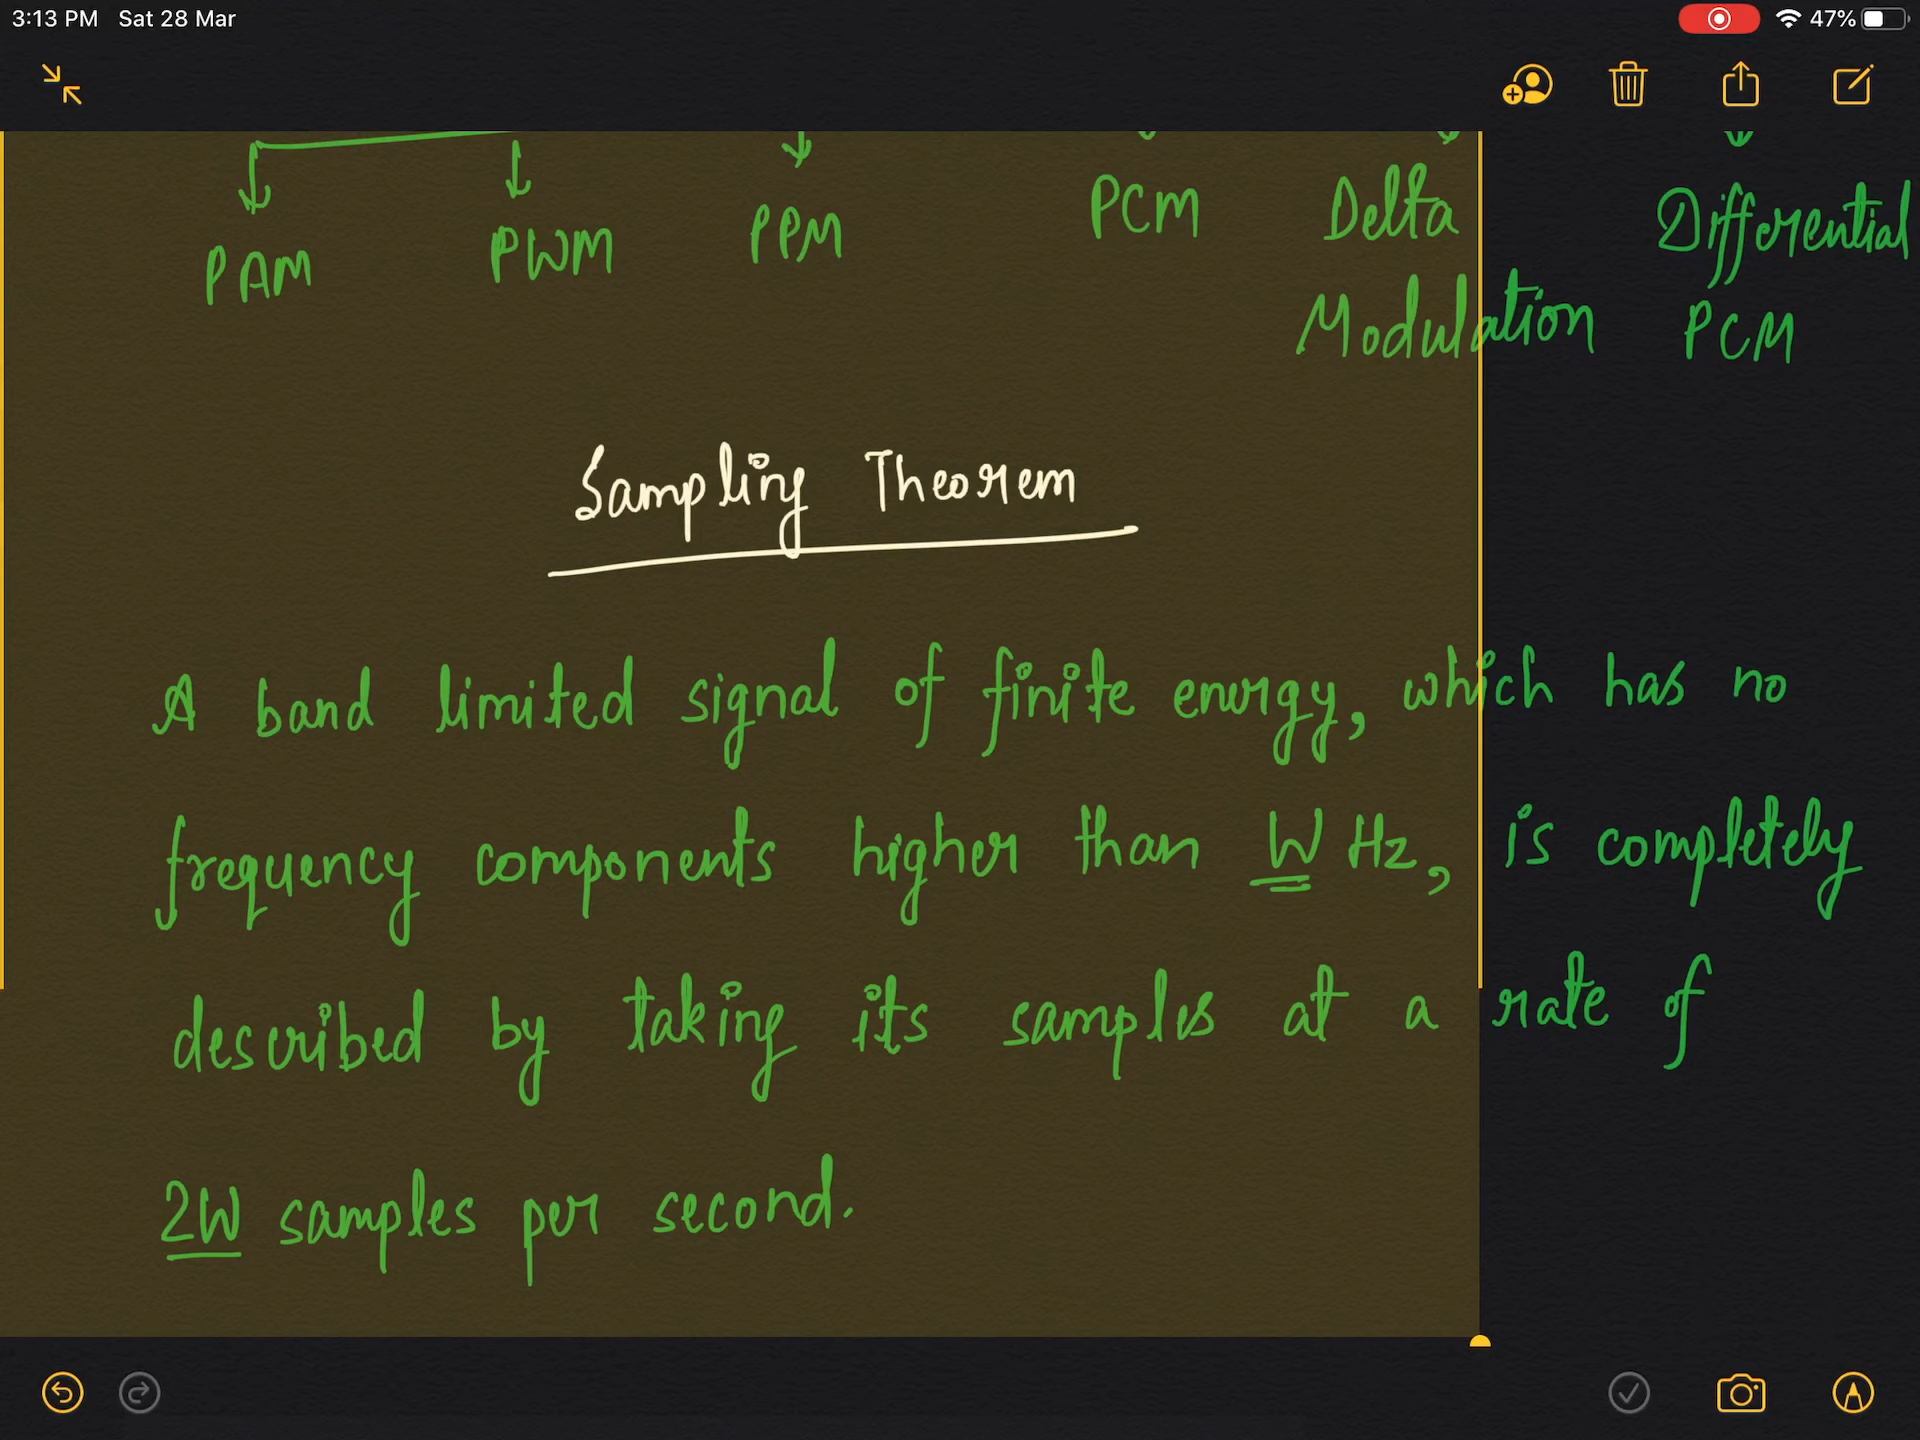 3:13 PM Sat 28 Mar 47%
PAM PWM PPM PCM Delta Modulation Differential PCM
Sampling Theorem
A band limited signal of finite energy, which has no
frequency components higher than W Hz, is completely
described by taking its samples at a rate of
2W samples per second.